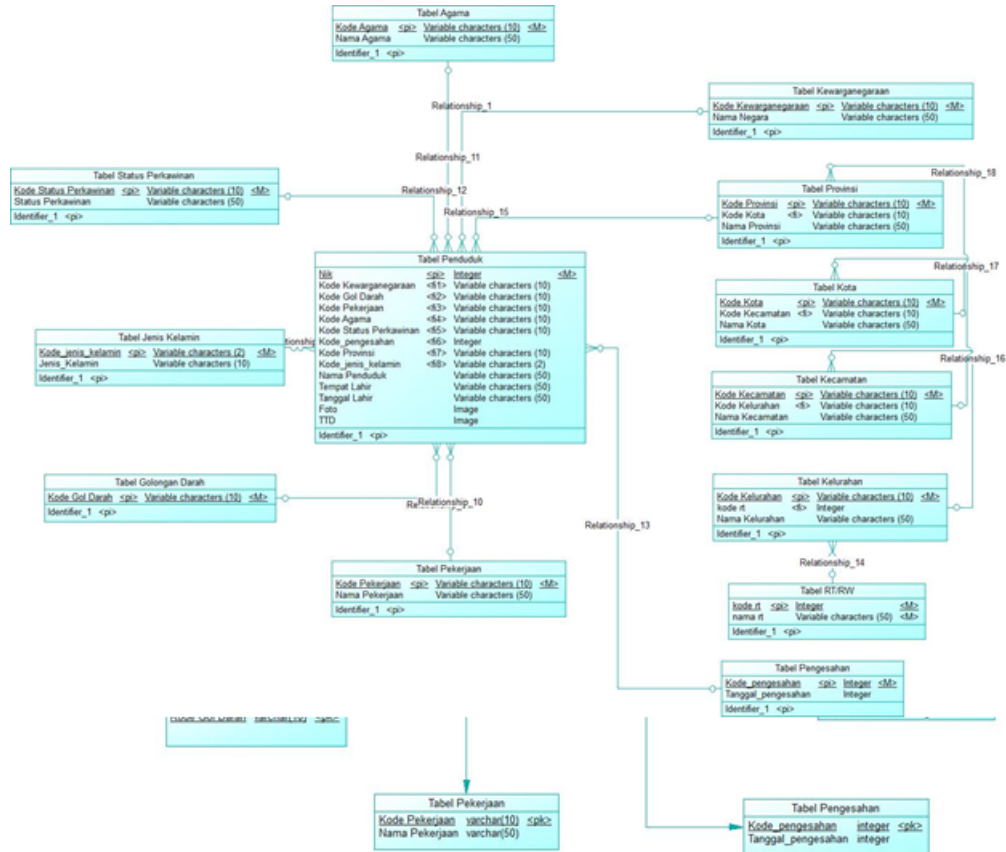 Tabel Agama
Kode Agama <pi> Variable characters (10) <M>
Nama Agama Variable characters (50)
Identifier_1 <pi>
Relationship_1
Tabel Kewarganegaraan
Kode Kewarganegaraan <pi> Variable characters (10) <M>
Nama Negara Variable characters (50)
Identifier_1 <pi>
Relationship_11
Tabel Status Perkawinan
Kode Status Perkawinan <pi> Variable characters (10) <M>
Status Perkawinan Variable characters (50)
Identifier_1 <pi>
Relationship_12
Relationship_15
Relationship_18
Tabel Provinsi
Kode Provinsi <pi> Variable characters (10) <M>
Kode Kota <fi> Variable characters (10)
Nama Provinsi Variable characters (50)
Identifier_1 <pi>
Tabel Penduduk
Nik <pi> Integer <M>
Kode Kewarganegaraan <fi1> Variable characters (10)
Kode Gol Darah <fi2> Variable characters (10)
Kode Pekerjaan <fi3> Variable characters (10)
Kode Agama <fi4> Variable characters (10)
Kode Status Perkawinan <fi5> Variable characters (10)
Kode_pengesahan <fi6> Integer
Kode Provinsi <fi7> Variable characters (10)
Kode_jenis_kelamin <fi8> Variable characters (2)
Nama Penduduk Variable characters (50)
Tempat Lahir Variable characters (50)
Tanggal Lahir Variable characters (50)
Foto Image
TTD Image
Identifier_1 <pi>
Relationship_17
Tabel Kota
Kode Kota <pi> Variable characters (10) <M>
Kode Kecamatan <fi> Variable characters (10)
Nama Kota Variable characters (50)
Identifier_1 <pi>
Tabel Jenis Kelamin
Kode_jenis_kelamin <pi> Variable characters (2) <M>
Jenis_Kelamin Variable characters (10)
Identifier_1 <pi>
Relationship_16
Tabel Kecamatan
Kode Kecamatan <pi> Variable characters (10) <M>
Kode Kelurahan <fi> Variable characters (10)
Nama Kecamatan Variable characters (50)
Identifier_1 <pi>
Tabel Golongan Darah
Kode Gol Darah <pi> Variable characters (10) <M>
Identifier_1 <pi>
Relationship_10
Tabel Kelurahan
Kode Kelurahan <pi> Variable characters (10) <M>
kode rt <fi> Integer
Nama Kelurahan Variable characters (50)
Identifier_1 <pi>
Relationship_13
Relationship_14
Tabel Pekerjaan
Kode Pekerjaan <pi> Variable characters (10) <M>
Nama Pekerjaan Variable characters (50)
Identifier_1 <pi>
Tabel RT/RW
kode rt <pi> Integer <M>
nama rt Variable characters (50) <M>
Identifier_1 <pi>
Tabel Pengesahan
Kode_pengesahan <pi> Integer <M>
Tanggal_pengesahan Integer
Identifier_1 <pi>
Kode Gol Darah varchar(10) <pk>
Tabel Pekerjaan
Kode Pekerjaan varchar(10) <pk>
Nama Pekerjaan varchar(50)
Tabel Pengesahan
Kode_pengesahan integer <pk>
Tanggal_pengesahan integer